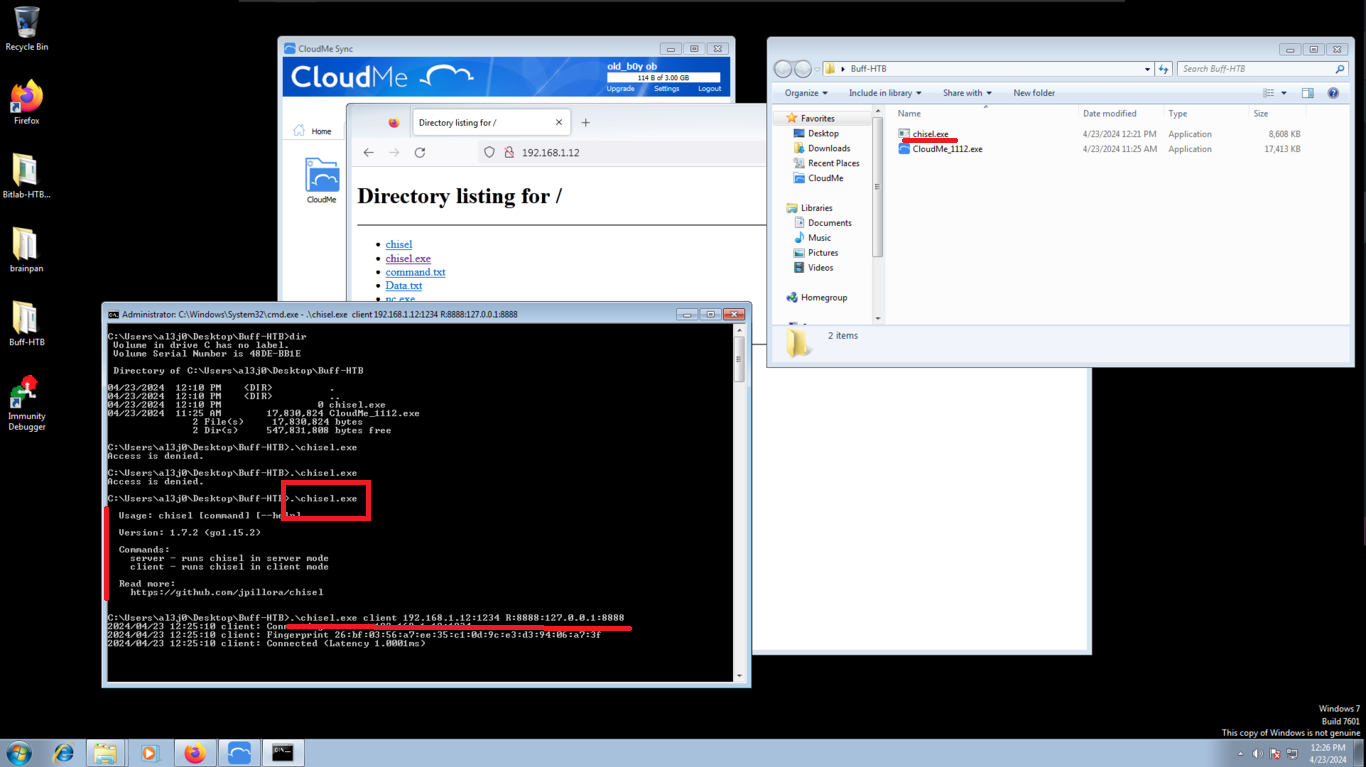 Recycle Bin
Firefox
Bitlab-HTB...
brainpan
Buff-HTB
Immunity
Debugger
CloudMe Sync
CloudMe
old_b0y ob
114 B of 3.00 GB
Upgrade Settings Logout
Home
CloudMe
Directory listing for /
192.168.1.12
Directory listing for /
chisel
chisel.exe
command.txt
Data.txt
nc.exe
Buff-HTB
Search Buff-HTB
Organize Include in library Share with New folder
Favorites
Desktop
Downloads
Recent Places
CloudMe
Libraries
Documents
Music
Pictures
Videos
Homegroup
Name Date modified Type Size
chisel.exe 4/23/2024 12:21 PM Application 8,608 KB
CloudMe_1112.exe 4/23/2024 11:25 AM Application 17,413 KB
2 items
Administrator: C:\Windows\System32\cmd.exe - .\chisel.exe client 192.168.1.12:1234 R:8888:127.0.0.1:8888
C:\Users\al3j0\Desktop\Buff-HTB>dir
Volume in drive C has no label.
Volume Serial Number is 48DE-BB1E
Directory of C:\Users\al3j0\Desktop\Buff-HTB
04/23/2024 12:10 PM <DIR> .
04/23/2024 12:10 PM <DIR> ..
04/23/2024 12:10 PM 0 chisel.exe
04/23/2024 11:25 AM 17,830,824 CloudMe_1112.exe
2 File(s) 17,830,824 bytes
2 Dir(s) 547,831,808 bytes free
C:\Users\al3j0\Desktop\Buff-HTB>.\chisel.exe
Access is denied.
C:\Users\al3j0\Desktop\Buff-HTB>.\chisel.exe
Access is denied.
C:\Users\al3j0\Desktop\Buff-HTB>.\chisel.exe
Usage: chisel [command] [--help]
Version: 1.7.2 (go1.15.2)
Commands:
server - runs chisel in server mode
client - runs chisel in client mode
Read more:
https://github.com/jpillora/chisel
C:\Users\al3j0\Desktop\Buff-HTB>.\chisel.exe client 192.168.1.12:1234 R:8888:127.0.0.1:8888
2024/04/23 12:25:10 client:
2024/04/23 12:25:10 client: Fingerprint 26:bf:03:56:a7:ee:35:c1:0d:9c:e3:d3:94:06:a7:3f
2024/04/23 12:25:10 client: Connected (Latency 1.0001ms)
Windows 7
Build 7601
This copy of Windows is not genuine
12:26 PM
4/23/2024